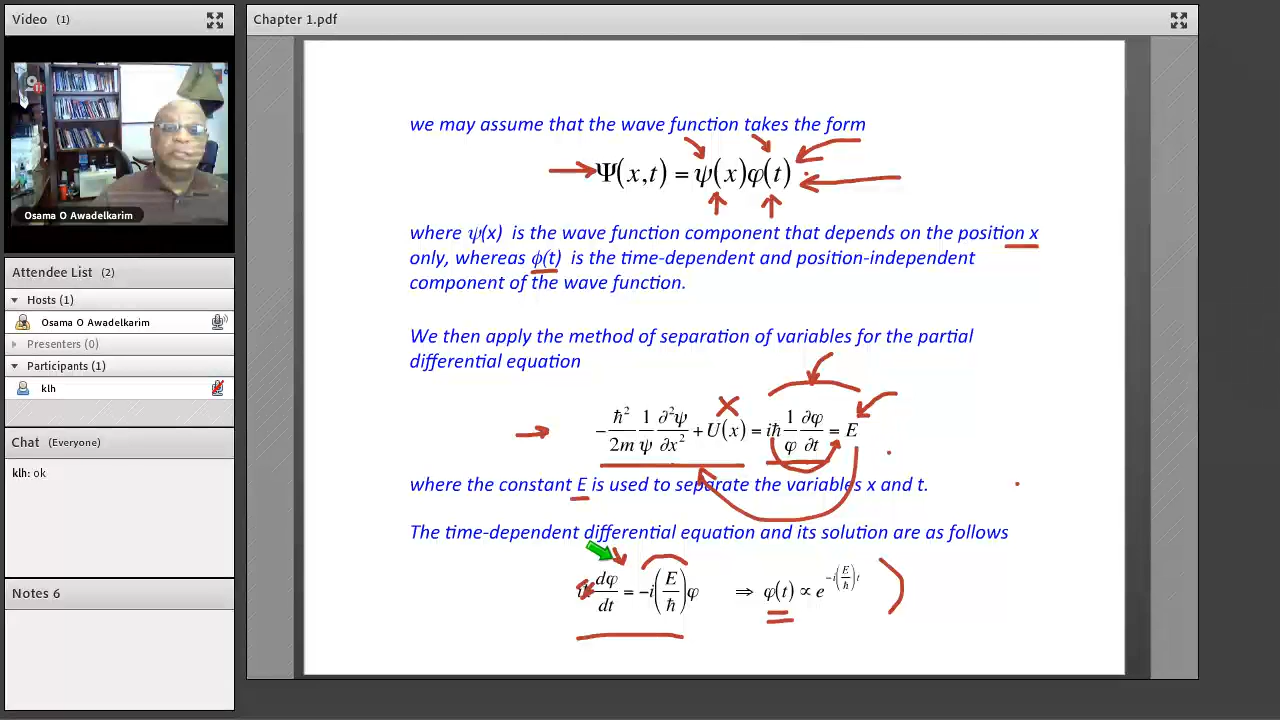 Video (1)
Osama O Awadelkarim
Attendee List (2)
Hosts (1)
Osama O Awadelkarim
Presenters (0)
Participants (1)
klh
Chat (Everyone)
klh: ok
Notes 6
Chapter 1.pdf
we may assume that the wave function takes the form
Ψ(x,t) = ψ(x)φ(t)
where ψ(x) is the wave function component that depends on the position x
only, whereas ϕ(t) is the time-dependent and position-independent
component of the wave function.
We then apply the method of separation of variables for the partial
differential equation
−ħ²/2m 1/ψ ∂²ψ/∂x² + U(x) = iħ 1/φ ∂φ/∂t = E
where the constant E is used to separate the variables x and t.
The time-dependent differential equation and its solution are as follows
iħ dφ/dt = −i(E/ħ)φ ⇒ φ(t) ∝ e^−i(E/ħ)t